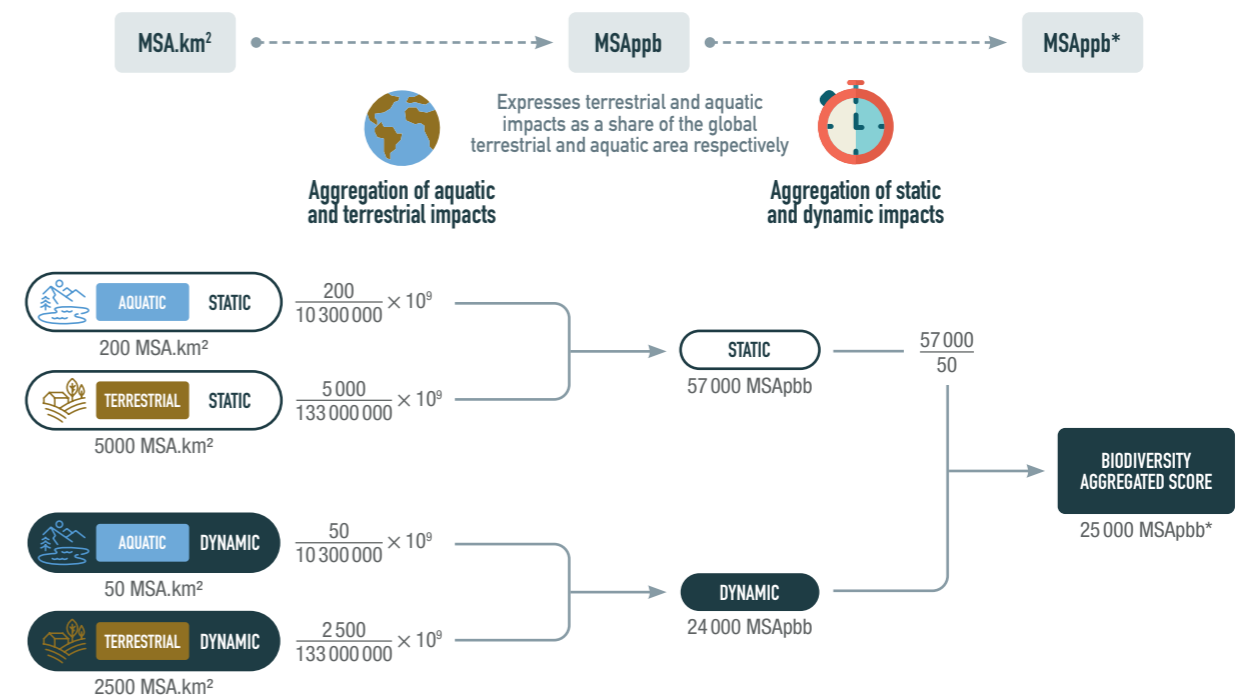 MSA.km²
MSAppb
MSAppb*
Expresses terrestrial and aquatic
impacts as a share of the global
terrestrial and aquatic area respectively
Aggregation of aquatic
and terrestrial impacts
Aggregation of static
and dynamic impacts
AQUATIC STATIC
200 MSA.km²
200
10 300 000
× 10⁹
TERRESTRIAL STATIC
5000 MSA.km²
5 000
133 000 000
× 10⁹
STATIC
57 000 MSApbb
57 000
50
AQUATIC DYNAMIC
50 MSA.km²
50
10 300 000
× 10⁹
TERRESTRIAL DYNAMIC
2500 MSA.km²
2 500
133 000 000
× 10⁹
DYNAMIC
24 000 MSApbb
BIODIVERSITY
AGGREGATED SCORE
25 000 MSApbb*